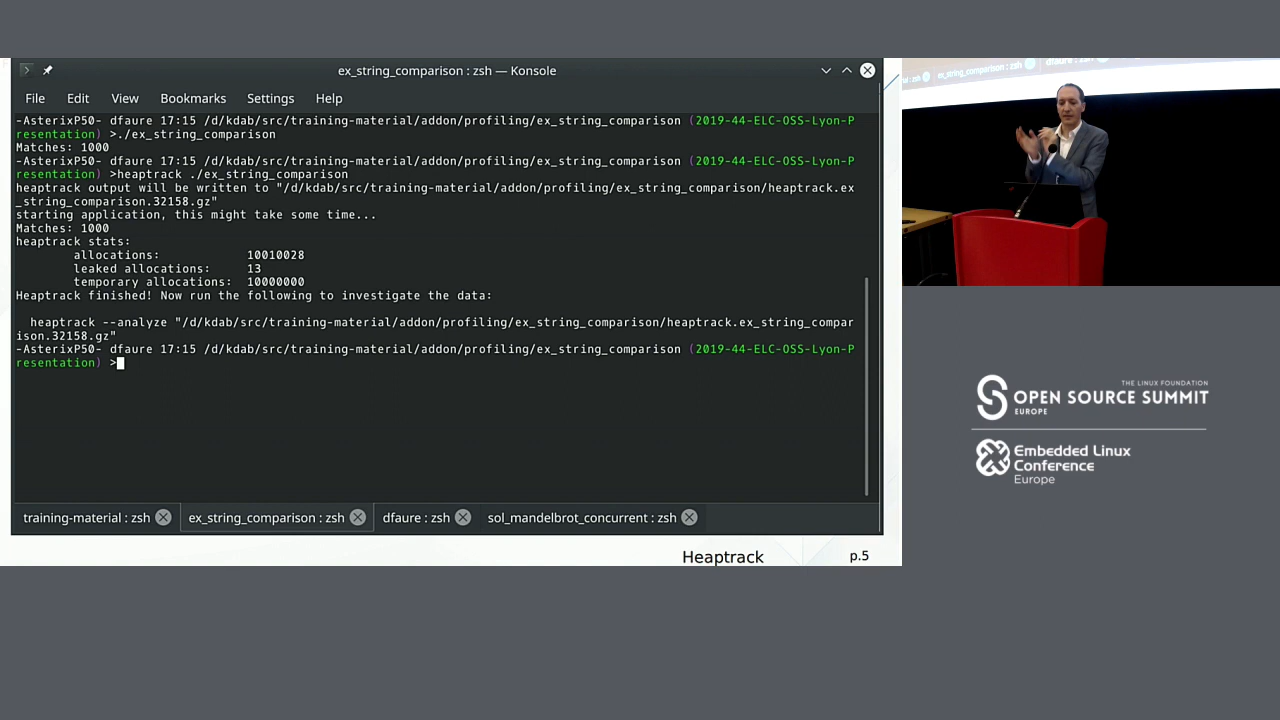 ex_string_comparison : zsh — Konsole
File Edit View Bookmarks Settings Help
-AsterixP50- dfaure 17:15 /d/kdab/src/training-material/addon/profiling/ex_string_comparison (2019-44-ELC-OSS-Lyon-P
resentation) >./ex_string_comparison
Matches: 1000
-AsterixP50- dfaure 17:15 /d/kdab/src/training-material/addon/profiling/ex_string_comparison (2019-44-ELC-OSS-Lyon-P
resentation) >heaptrack ./ex_string_comparison
heaptrack output will be written to "/d/kdab/src/training-material/addon/profiling/ex_string_comparison/heaptrack.ex
_string_comparison.32158.gz"
starting application, this might take some time...
Matches: 1000
heaptrack stats:
allocations: 10010028
leaked allocations: 13
temporary allocations: 10000000
Heaptrack finished! Now run the following to investigate the data:
heaptrack --analyze "/d/kdab/src/training-material/addon/profiling/ex_string_comparison/heaptrack.ex_string_compar
ison.32158.gz"
-AsterixP50- dfaure 17:15 /d/kdab/src/training-material/addon/profiling/ex_string_comparison (2019-44-ELC-OSS-Lyon-P
resentation) >
training-material : zsh ex_string_comparison : zsh dfaure : zsh sol_mandelbrot_concurrent : zsh
Heaptrack p.5
ex_string_comparison : zsh dfaure : zsh
THE LINUX FOUNDATION
OPEN SOURCE SUMMIT
EUROPE
Embedded Linux
Conference
Europe